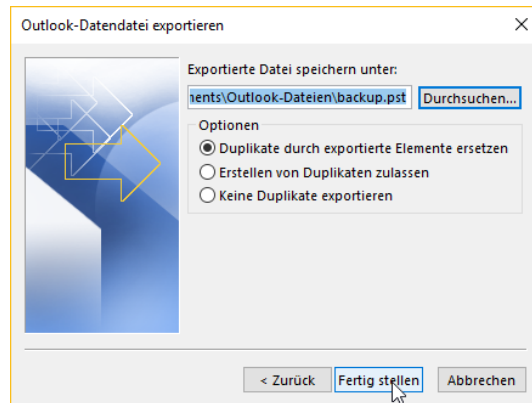 Outlook-Datendatei exportieren
Exportierte Datei speichern unter:
\Outlook-Dateien\backup.pst Durchsuchen...
Optionen
Duplikate durch exportierte Elemente ersetzen
Erstellen von Duplikaten zulassen
Keine Duplikate exportieren
< Zurück Fertig stellen Abbrechen